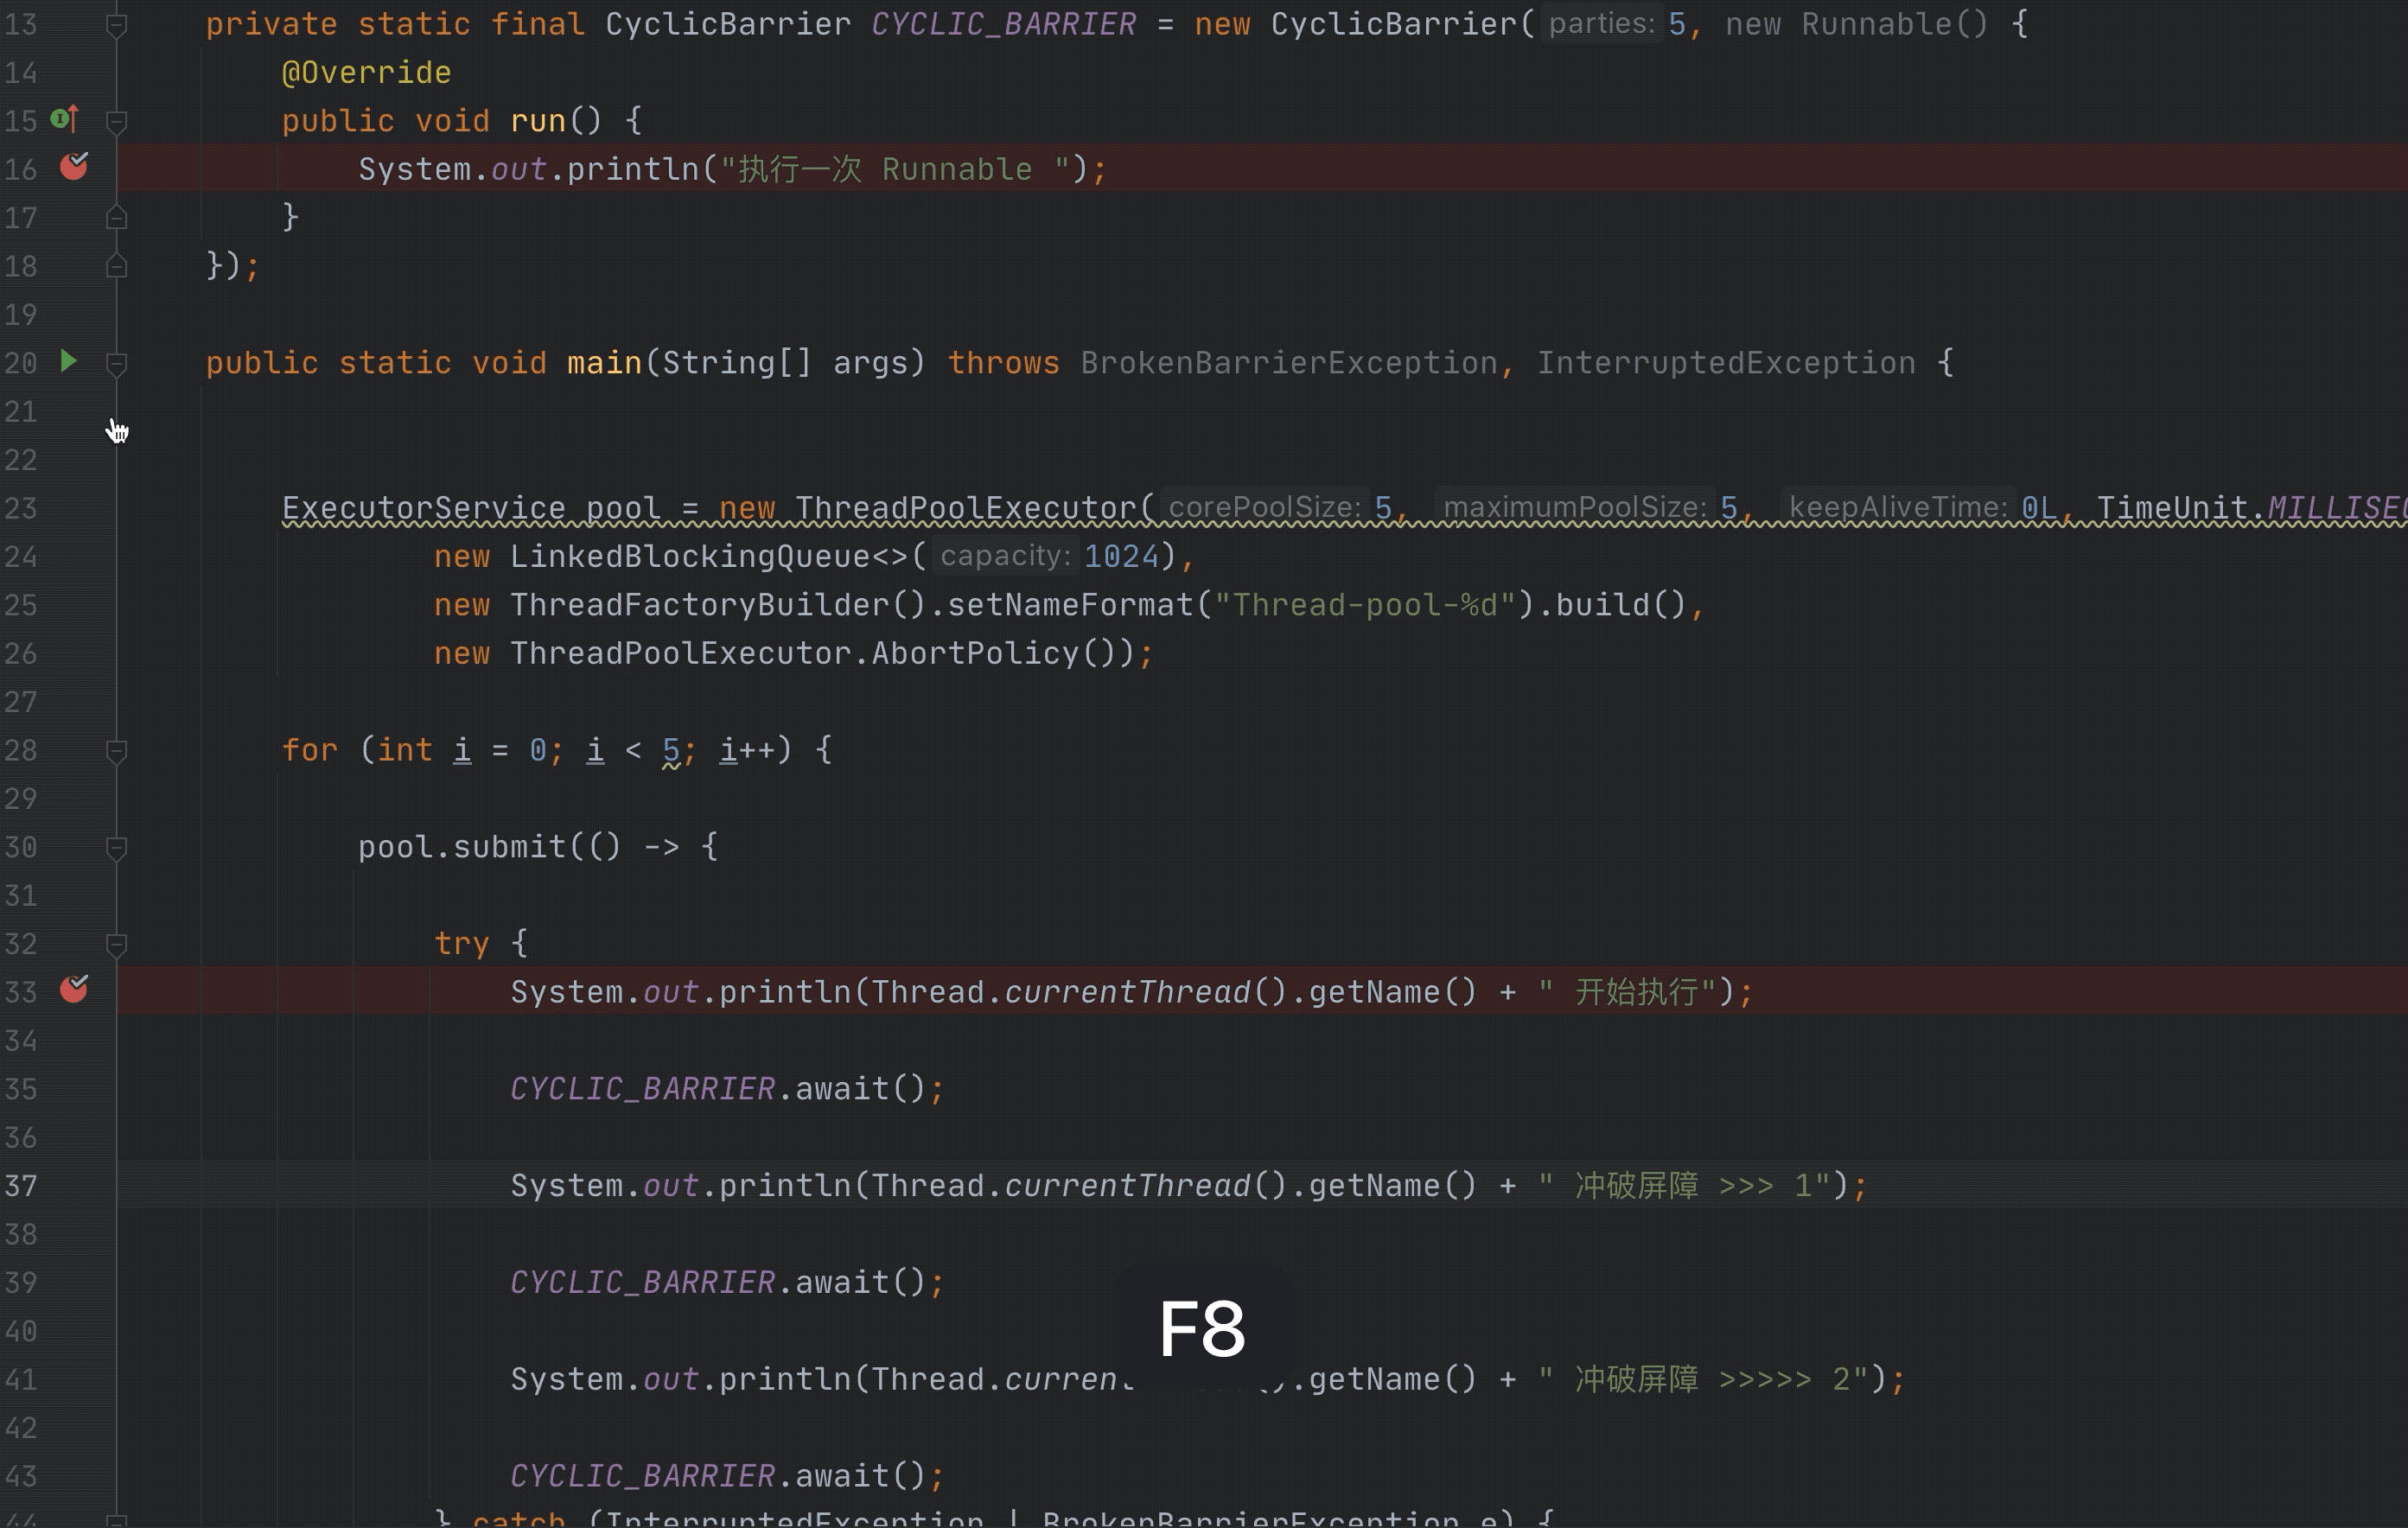 13 private static final CyclicBarrier CYCLIC_BARRIER = new CyclicBarrier( parties: 5, new Runnable() {
14 @Override
15 public void run() {
16 System.out.println("执行一次 Runnable ");
17 }
18 });
19
20 public static void main(String[] args) throws BrokenBarrierException, InterruptedException {
21
22
23 ExecutorService pool = new ThreadPoolExecutor( corePoolSize: 5, maximumPoolSize: 5, keepAliveTime: 0L, TimeUnit.MILLISE
24 new LinkedBlockingQueue<>( capacity: 1024),
25 new ThreadFactoryBuilder().setNameFormat("Thread-pool-%d").build(),
26 new ThreadPoolExecutor.AbortPolicy());
27
28 for (int i = 0; i < 5; i++) {
29
30 pool.submit(() -> {
31
32 try {
33 System.out.println(Thread.currentThread().getName() + " 开始执行");
34
35 CYCLIC_BARRIER.await();
36
37 System.out.println(Thread.currentThread().getName() + " 冲破屏障 >>> 1");
38
39 CYCLIC_BARRIER.await();
40
F8
41 System.out.println(Thread.curren ().getName() + " 冲破屏障 >>>>> 2");
42
43 CYCLIC_BARRIER.await();
44 } catch (InterruptedException | BrokenBarrierException e) {